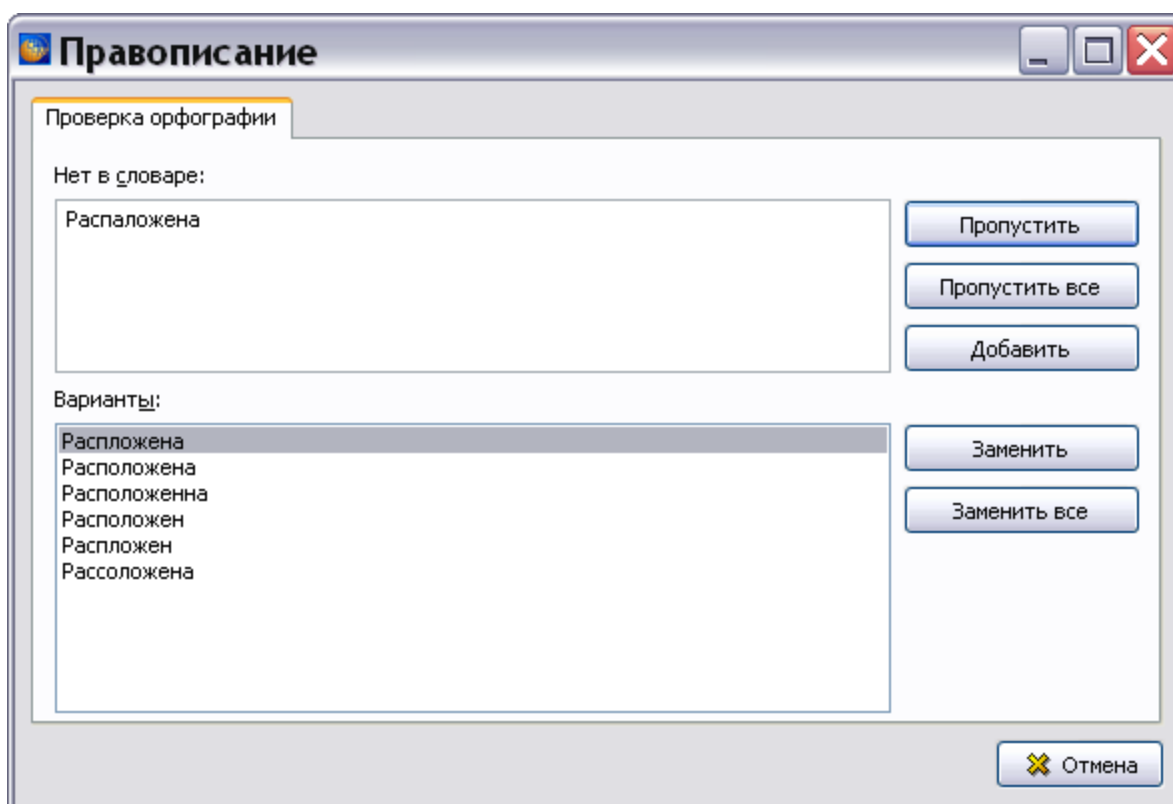 Правописание
Проверка орфографии
Нет в словаре:
Распаложена
Пропустить
Пропустить все
Добавить
Варианты:
Распложена
Расположена
Расположенна
Расположен
Распложен
Рассоложена
Заменить
Заменить все
Отмена